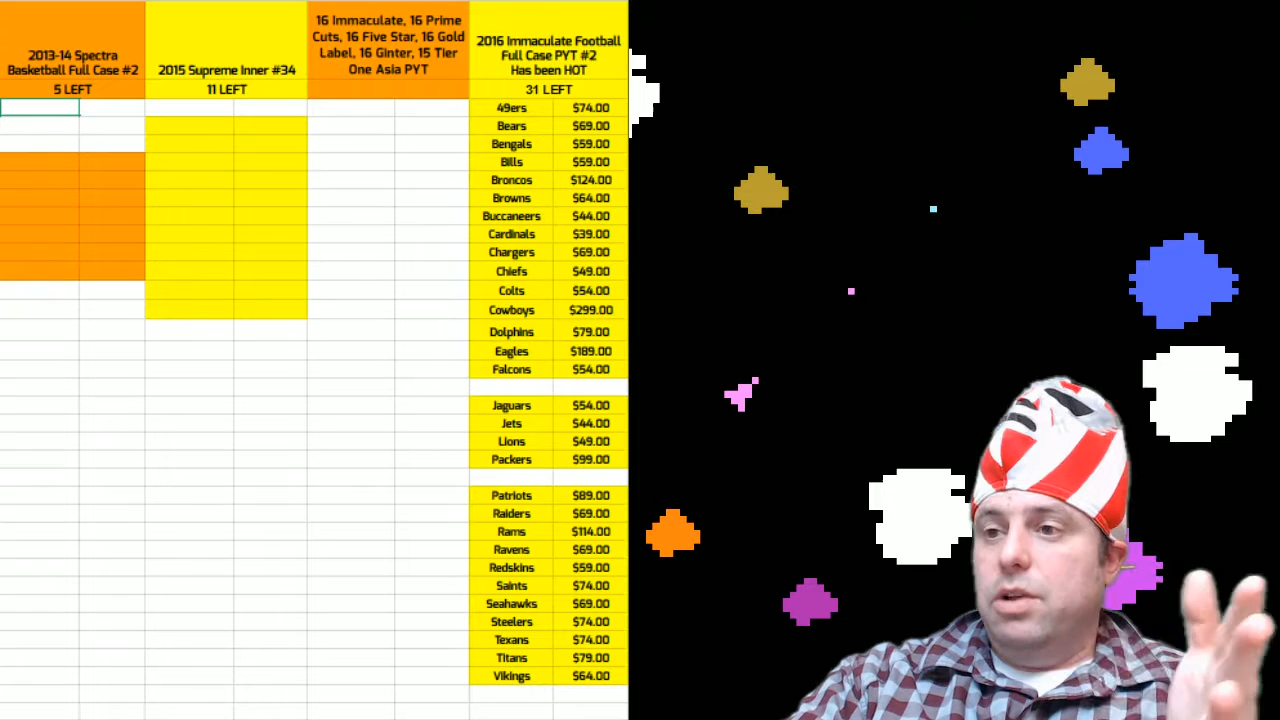 2013-14 Spectra
Basketball Full Case #2
5 LEFT
2015 Supreme Inner #34
11 LEFT
16 Immaculate, 16 Prime
Cuts, 16 Five Star, 16 Gold
Label, 16 Ginter, 15 Tier
One Asia PYT
2016 Immaculate Football
Full Case PYT #2
Has been HOT
31 LEFT
49ers $74.00
Bears $69.00
Bengals $59.00
Bills $59.00
Broncos $124.00
Browns $64.00
Buccaneers $44.00
Cardinals $39.00
Chargers $69.00
Chiefs $49.00
Colts $54.00
Cowboys $299.00
Dolphins $79.00
Eagles $189.00
Falcons $54.00
Jaguars $54.00
Jets $44.00
Lions $49.00
Packers $99.00
Patriots $89.00
Raiders $69.00
Rams $114.00
Ravens $69.00
Redskins $59.00
Saints $74.00
Seahawks $69.00
Steelers $74.00
Texans $74.00
Titans $79.00
Vikings $64.00